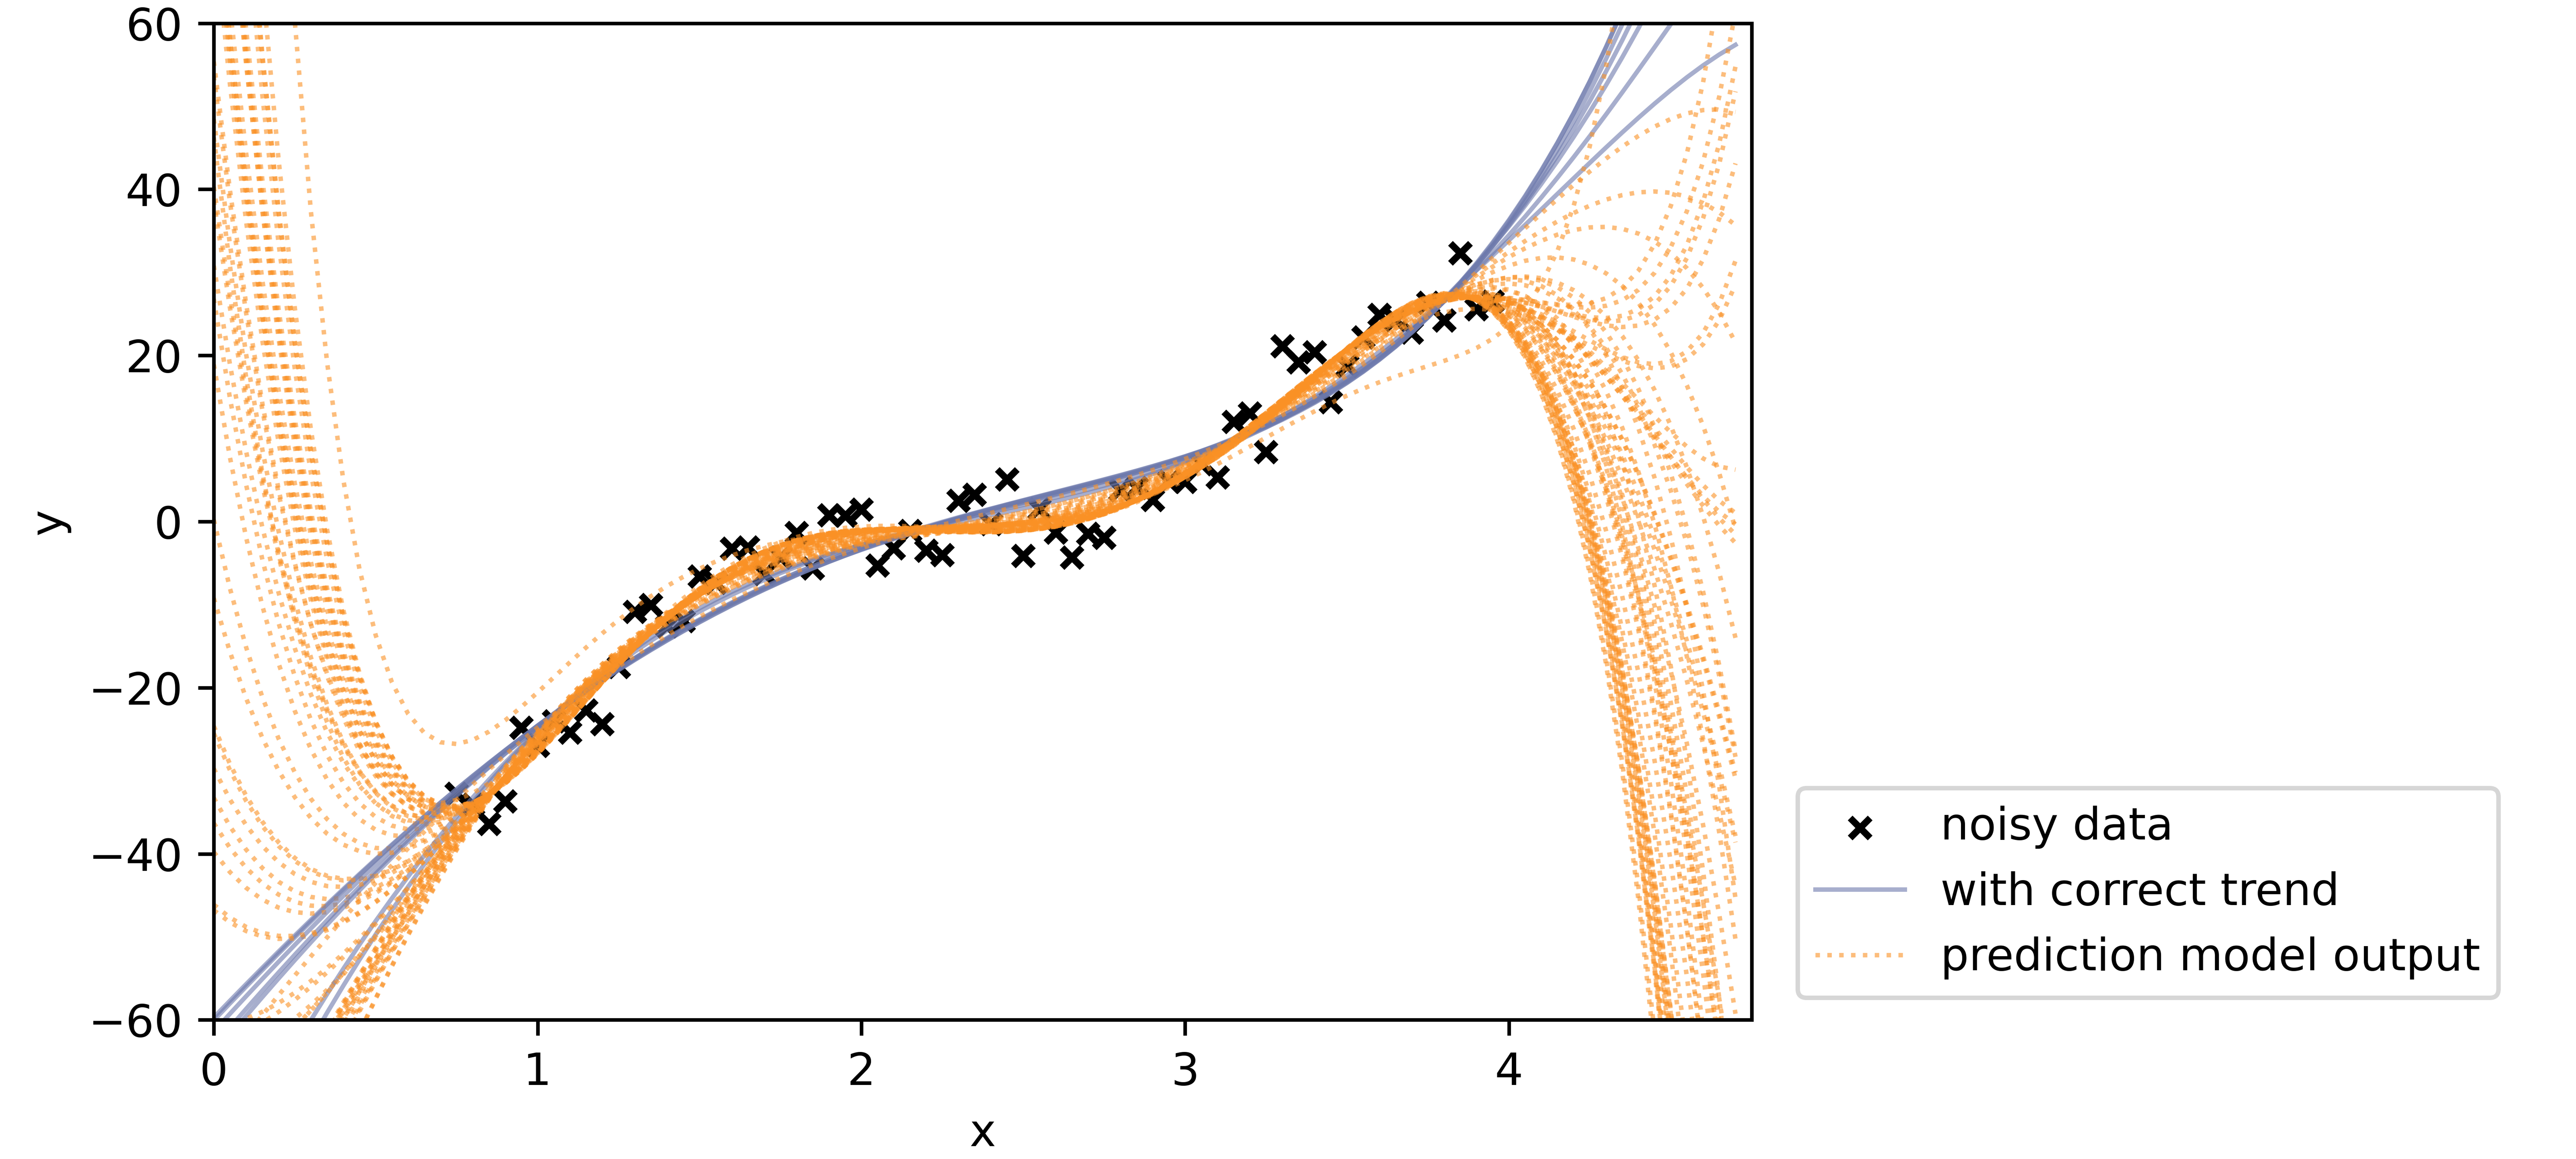 60
40
20
0
−20
−40
−60
y
0 1 2 3 4
x
noisy data
with correct trend
prediction model output